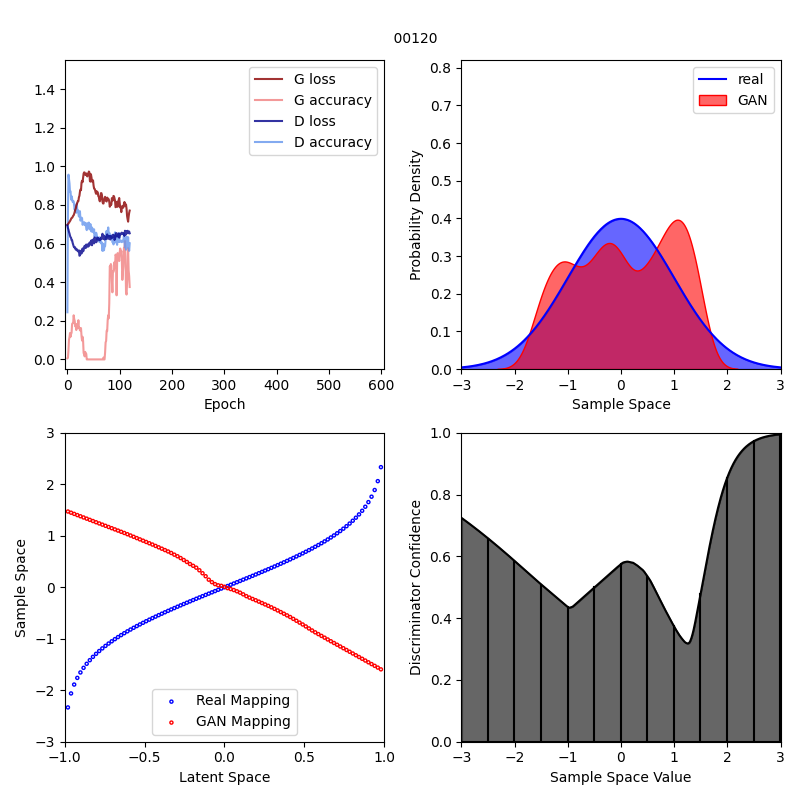 00120
G loss
G accuracy
D loss
D accuracy
1.4
1.2
1.0
0.8
0.6
0.4
0.2
0.0
0 100 200 300 400 500 600
Epoch
real
GAN
Probability Density
0.8
0.7
0.6
0.5
0.4
0.3
0.2
0.1
0.0
−3 −2 −1 0 1 2 3
Sample Space
Sample Space
3
2
1
0
−1
−2
−3
Real Mapping
GAN Mapping
−1.0 −0.5 0.0 0.5 1.0
Latent Space
Discriminator Confidence
1.0
0.8
0.6
0.4
0.2
0.0
−3 −2 −1 0 1 2 3
Sample Space Value